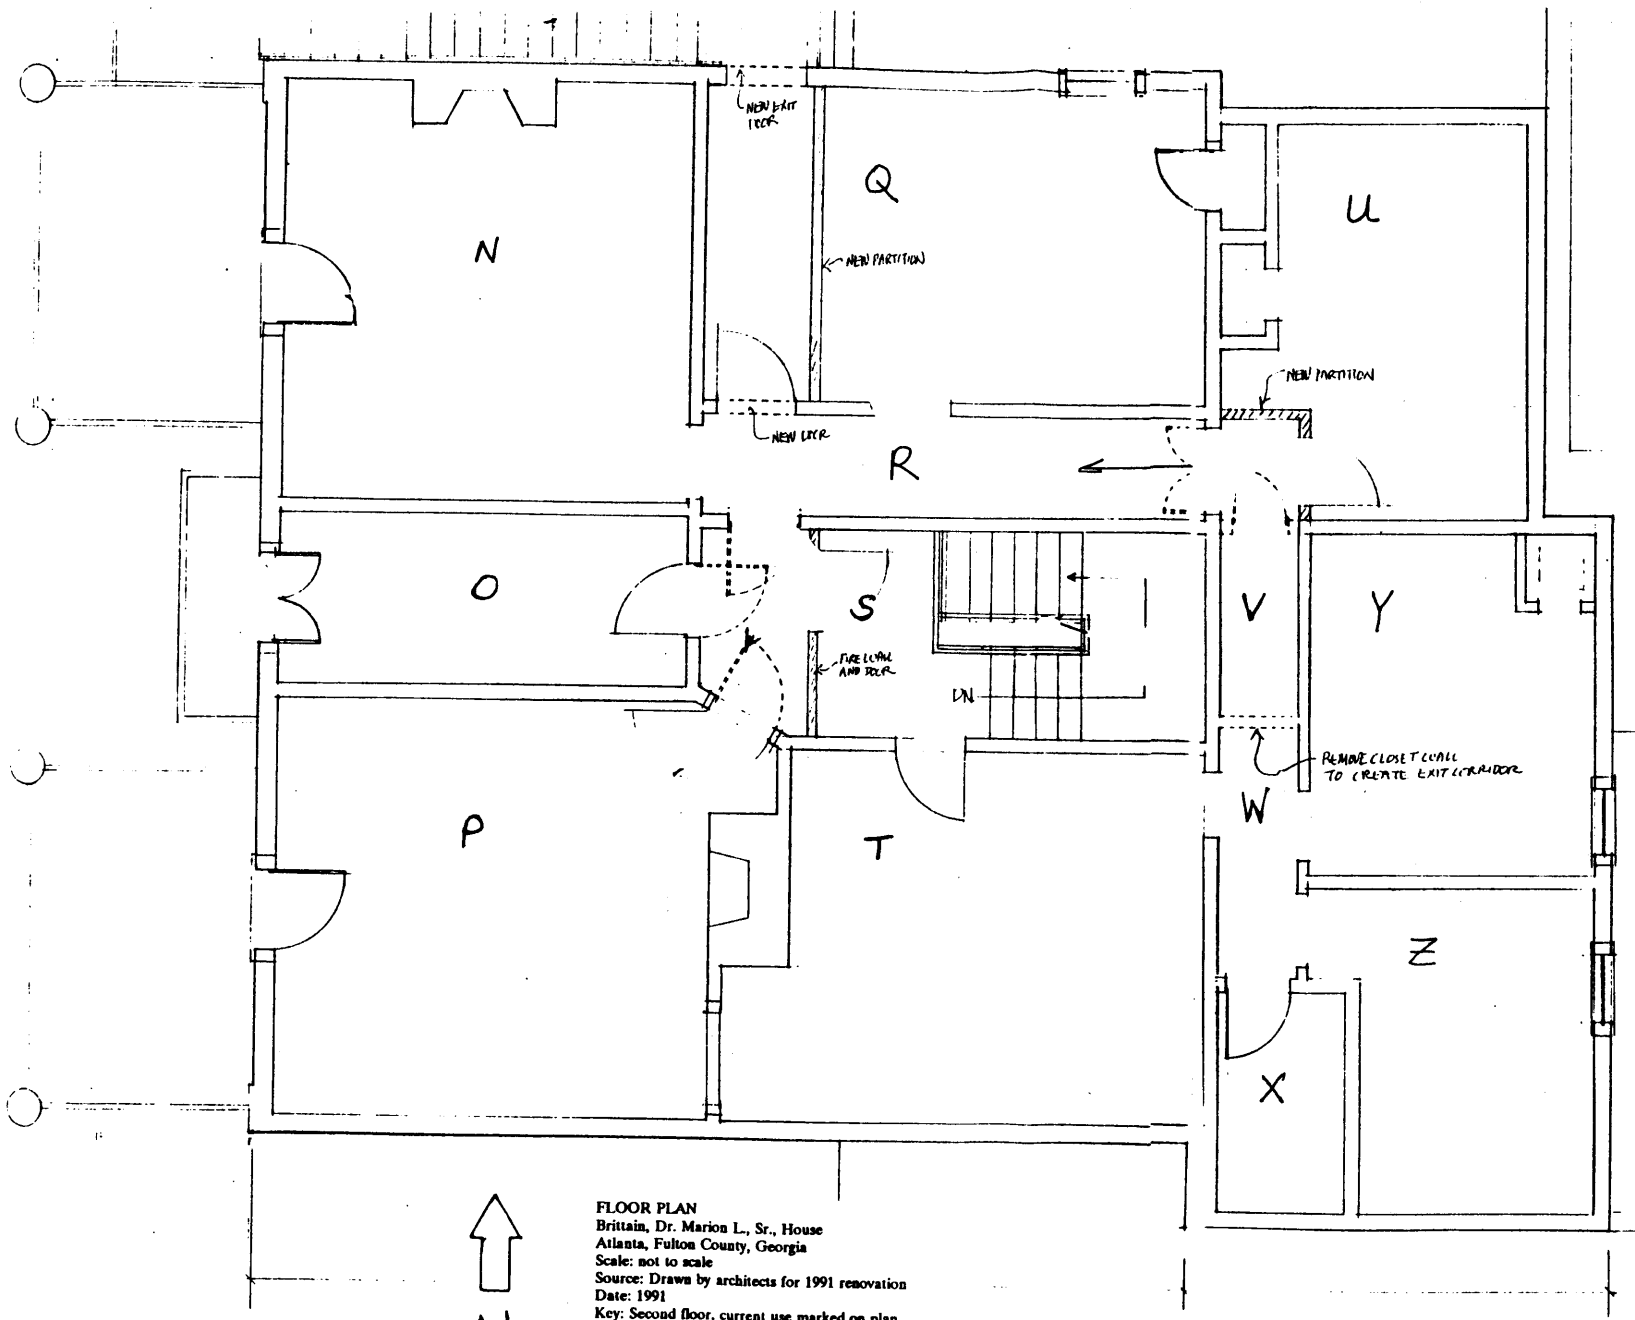 NEW EXIT
DOOR
Q
U
N
NEW PARTITION
NEW PARTITION
NEW DOOR
R
O
S
V
Y
FIRE WALL
AND DOOR
DN
REMOVE CLOSET WALL
TO CREATE EXIT CORRIDOR
W
P
T
Z
X
FLOOR PLAN
Brittain, Dr. Marion L., Sr., House
Atlanta, Fulton County, Georgia
Scale: not to scale
Source: Drawn by architects for 1991 renovation
Date: 1991
Key: Second floor, current use marked on plan